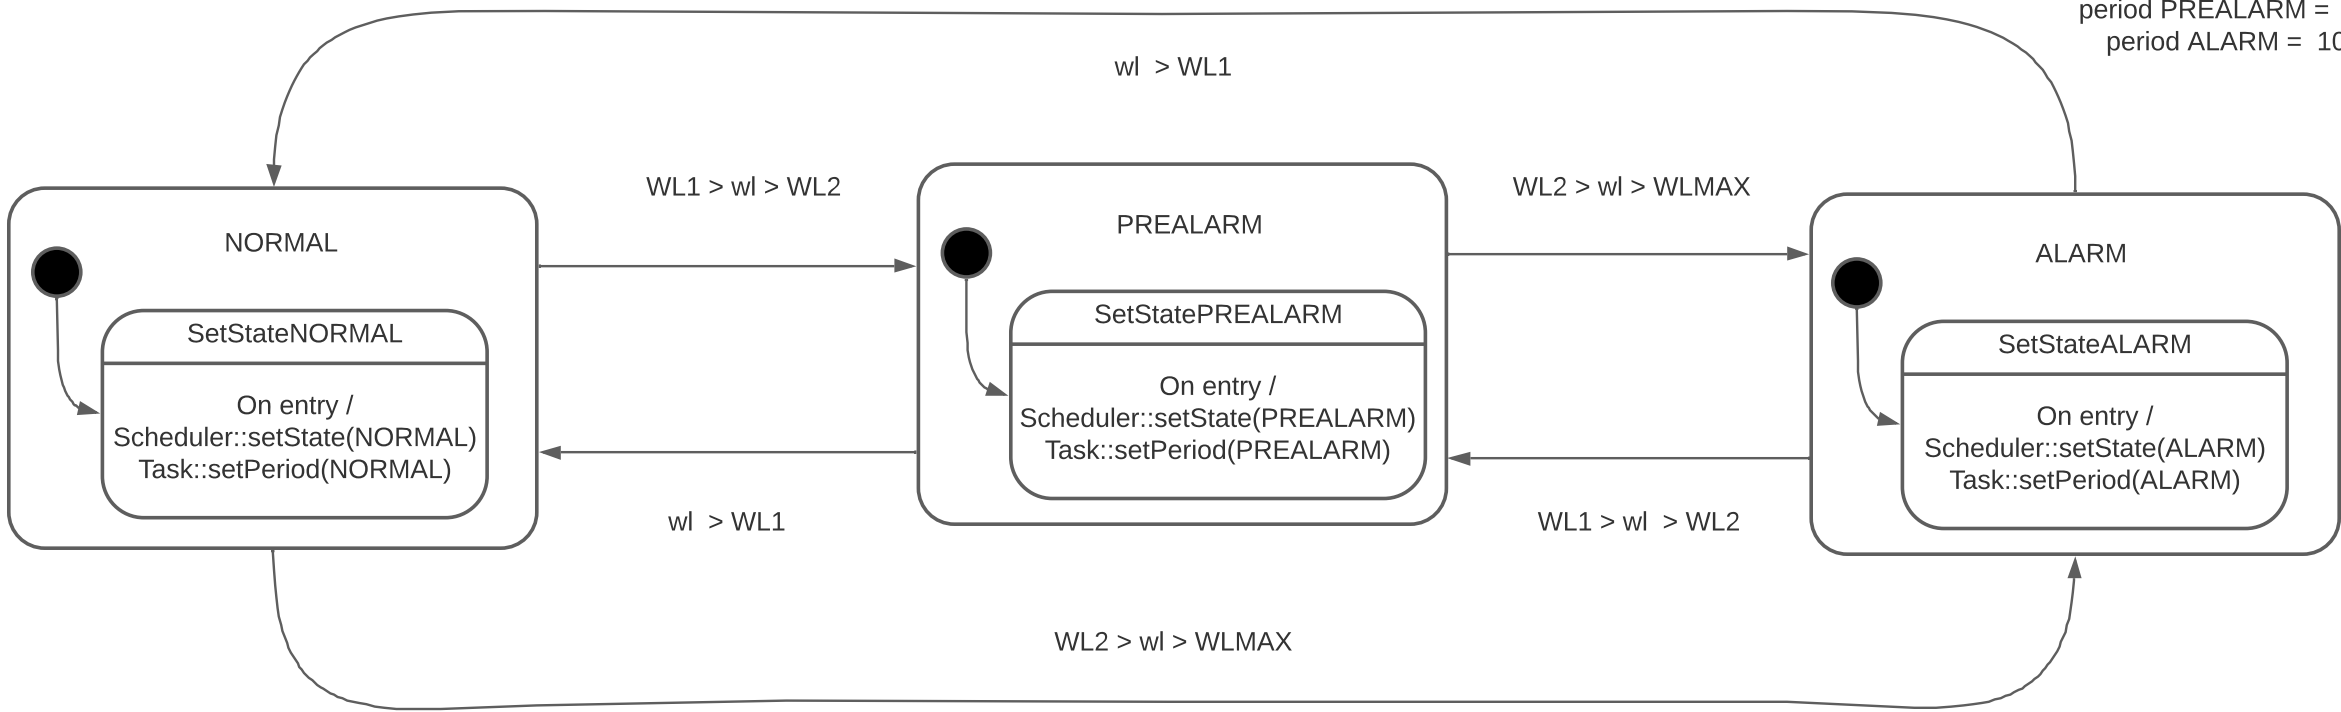 period PREALARM =
period ALARM =  10
wl  > WL1
WL1 > wl > WL2
WL2 > wl > WLMAX
NORMAL
PREALARM
ALARM
SetStateNORMAL
On entry /
Scheduler::setState(NORMAL)
Task::setPeriod(NORMAL)
SetStatePREALARM
On entry /
Scheduler::setState(PREALARM)
Task::setPeriod(PREALARM)
SetStateALARM
On entry /
Scheduler::setState(ALARM)
Task::setPeriod(ALARM)
wl  > WL1
WL1 > wl  > WL2
WL2 > wl > WLMAX